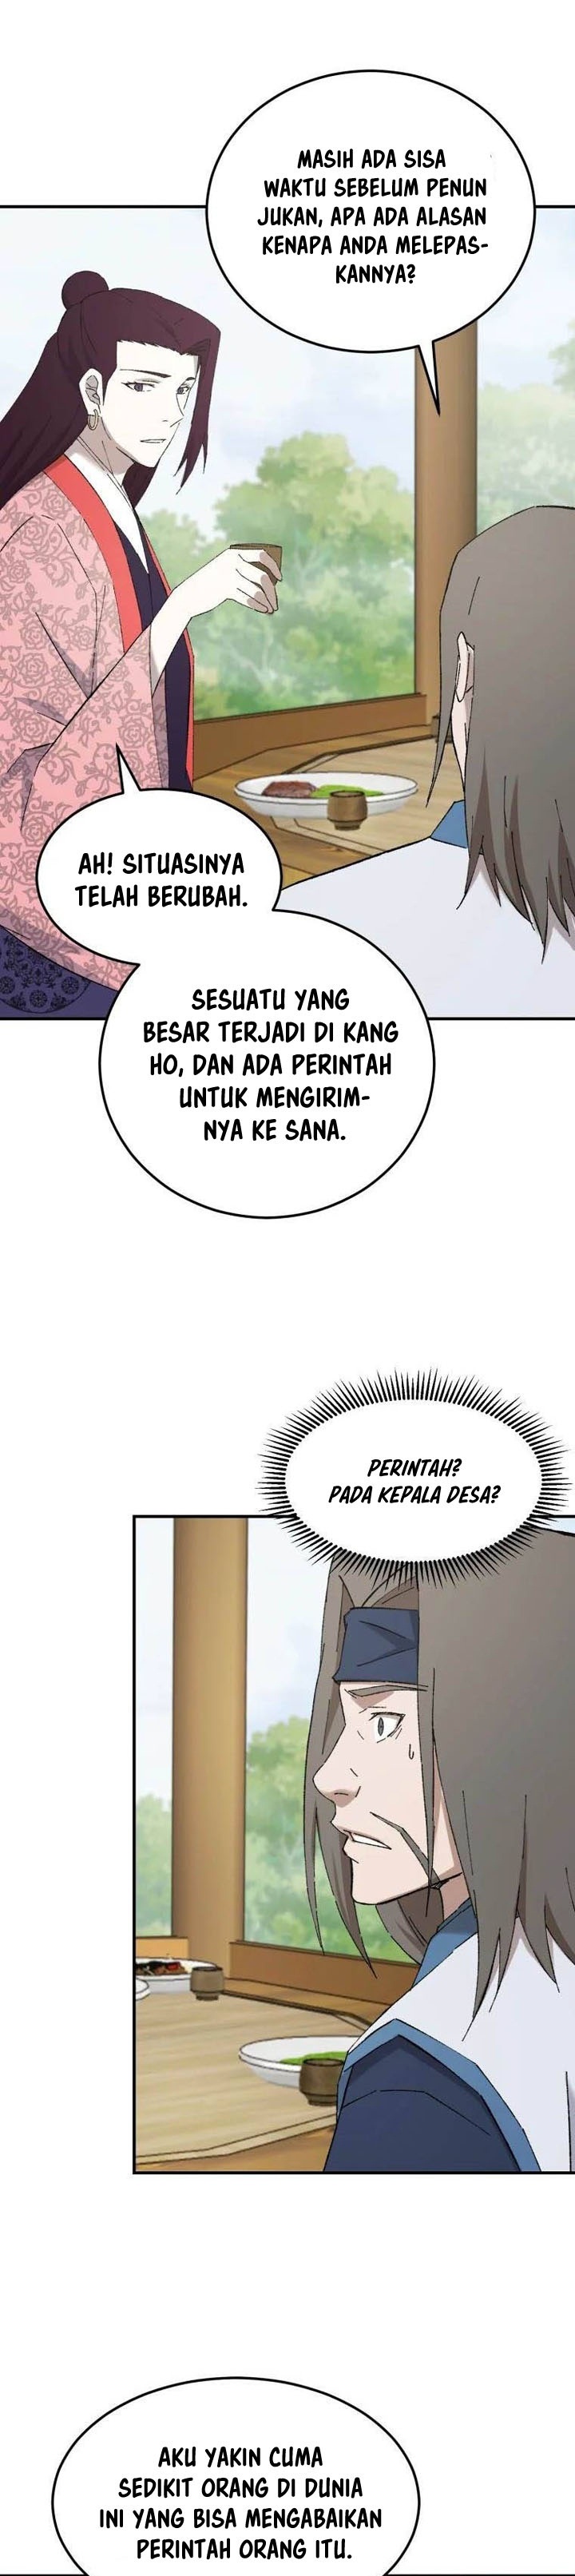 MASIH ADA SISA
WAKTU SEBELUM PENUN
JUKAN, APA ADA ALASAN
KENAPA ANDA MELEPAS-
KANNYA?
AH! SITUASINYA
TELAH BERUBAH.
SESUATU YANG
BESAR TERJADI DI KANG
HO, DAN ADA PERINTAH
UNTUK MENGIRIM-
NYA KE SANA.
PERINTAH?
PADA KEPALA DESA?
AKU YAKIN CUMA
SEDIKIT ORANG DI DUNIA
INI YANG BISA MENGABAIKAN
PERINTAH ORANG ITU.